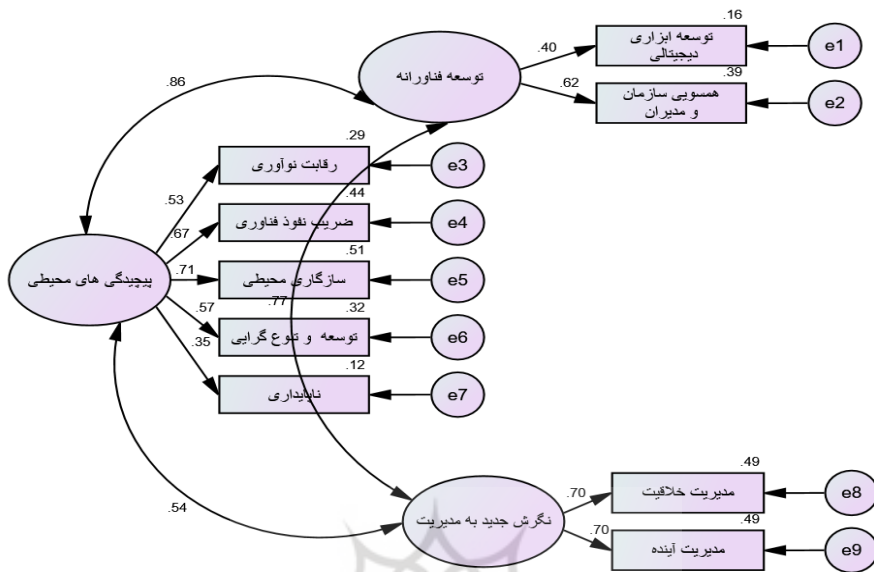 .16
توسعه ابزاری
دیجیتالی
e1
.40
توسعه فناورانه
.39
همسویی سازمان
و مدیران
e2
.62
.86
.29
رقابت نوآوری
e3
.53
.44
ضریب نفوذ فناوری
e4
.67
.51
سازگاری محیطی
e5
.71
پیچیدگی های محیطی
.77
.32
توسعه و تنوع گرایی
e6
.57
.12
ناپایداری
e7
.35
.54
نگرش جدید به مدیریت
.49
مدیریت خلاقیت
e8
.70
.49
مدیریت آینده
e9
.70